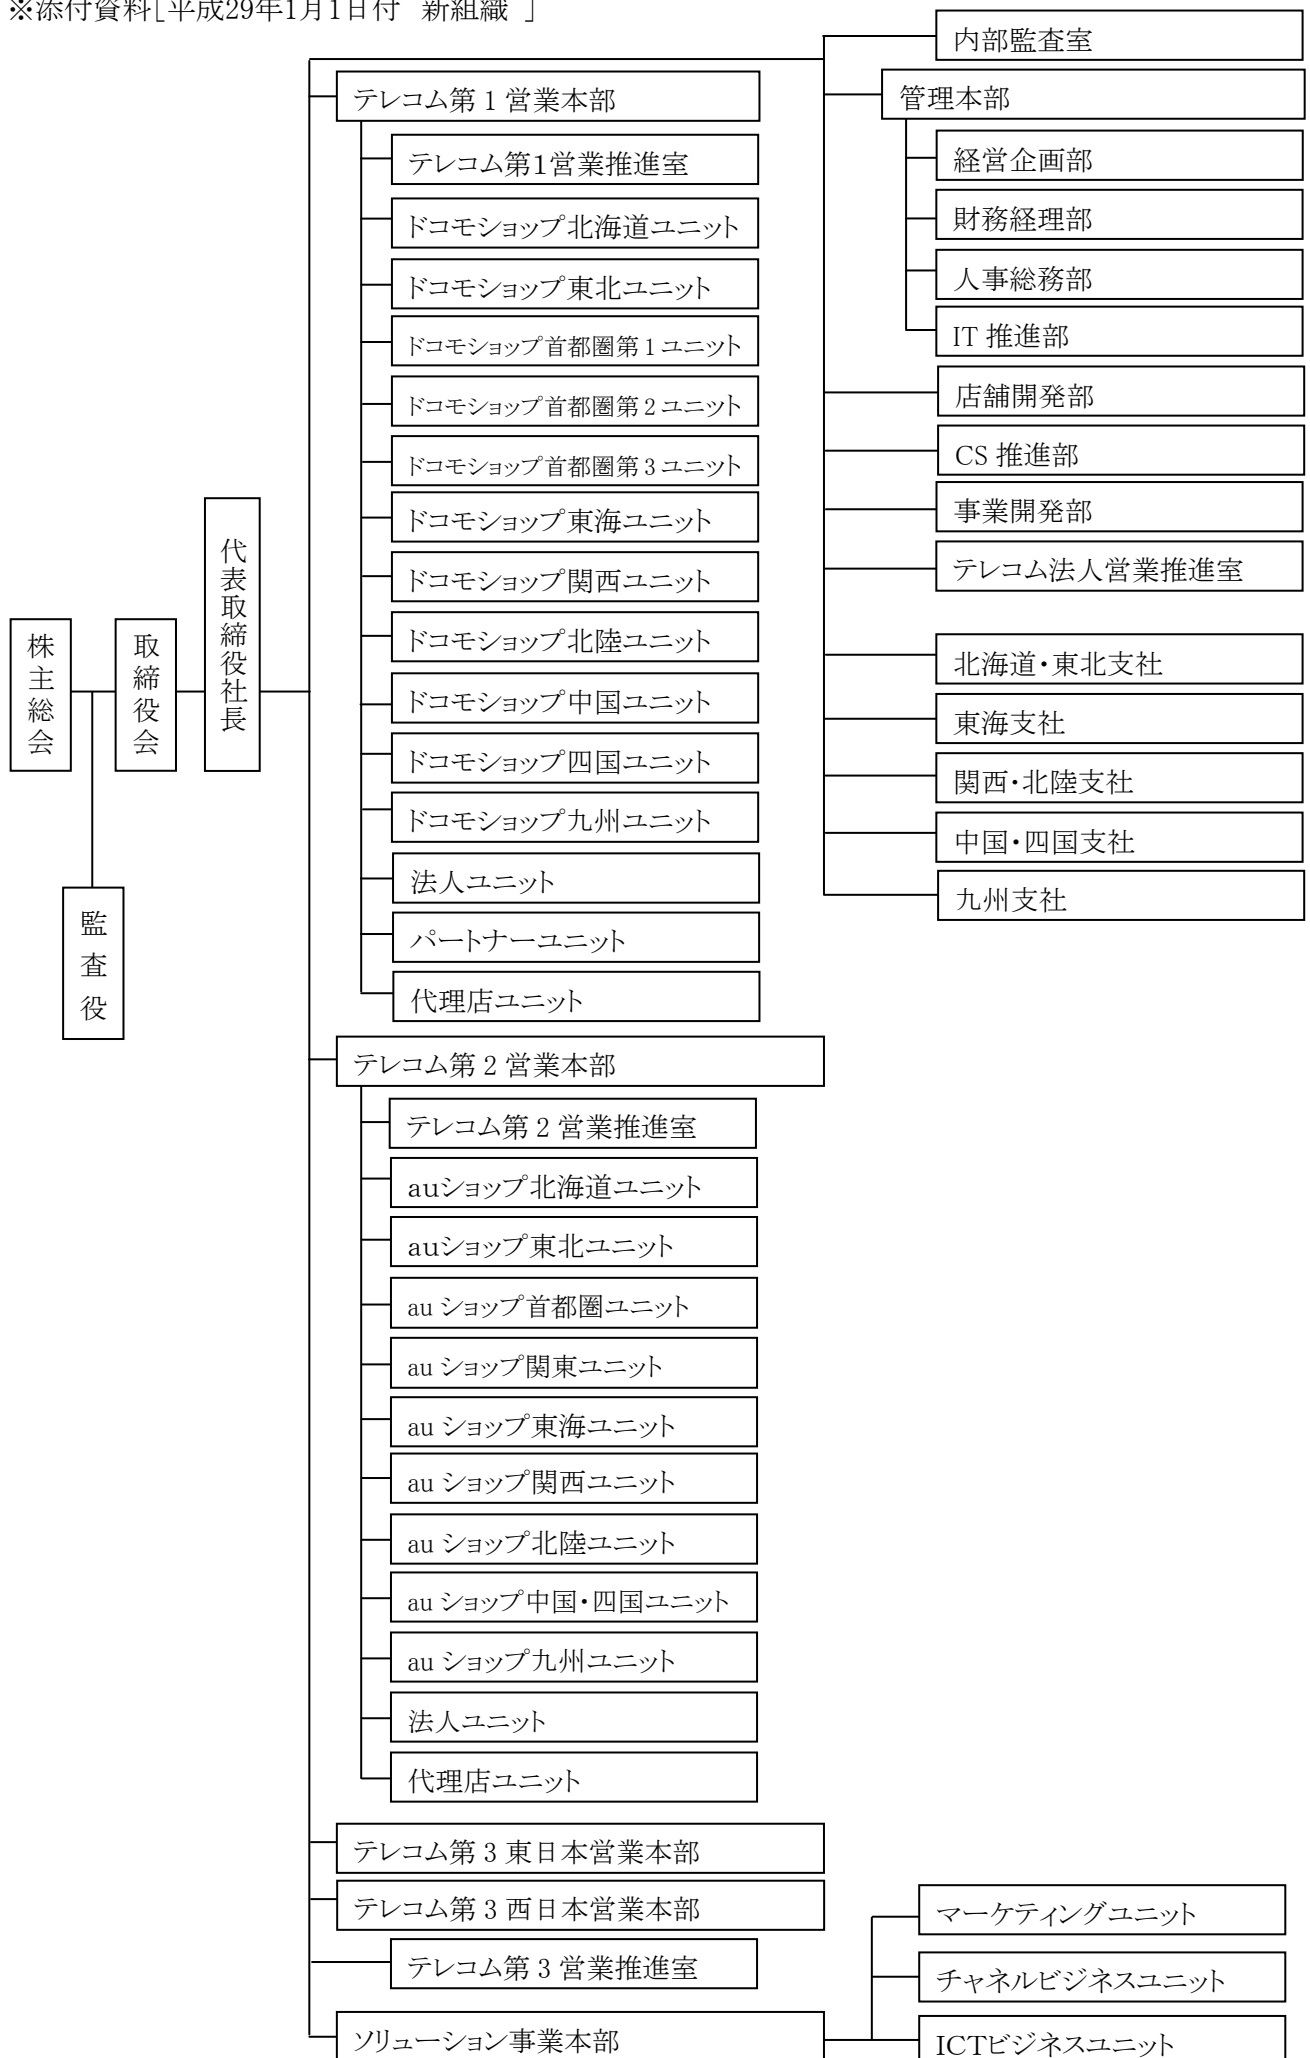 ※添付資料[平成29年1月1日付　新組織 」
株主総会
取締役会
代表取締役社長
監査役
テレコム第1営業本部
テレコム第１営業推進室
ドコモショップ北海道ユニット
ドコモショップ東北ユニット
ドコモショップ首都圏第1ユニット
ドコモショップ首都圏第2ユニット
ドコモショップ首都圏第3ユニット
ドコモショップ東海ユニット
ドコモショップ関西ユニット
ドコモショップ北陸ユニット
ドコモショップ中国ユニット
ドコモショップ四国ユニット
ドコモショップ九州ユニット
法人ユニット
パートナーユニット
代理店ユニット
テレコム第2営業本部
テレコム第2営業推進室
auショップ北海道ユニット
auショップ東北ユニット
au ショップ首都圏ユニット
au ショップ関東ユニット
au ショップ東海ユニット
au ショップ関西ユニット
au ショップ北陸ユニット
au ショップ中国・四国ユニット
au ショップ九州ユニット
法人ユニット
代理店ユニット
テレコム第3東日本営業本部
テレコム第3西日本営業本部
テレコム第3営業推進室
ソリューション事業本部
マーケティングユニット
チャネルビジネスユニット
ICTビジネスユニット
内部監査室
管理本部
経営企画部
財務経理部
人事総務部
IT 推進部
店舗開発部
CS 推進部
事業開発部
テレコム法人営業推進室
北海道・東北支社
東海支社
関西・北陸支社
中国・四国支社
九州支社